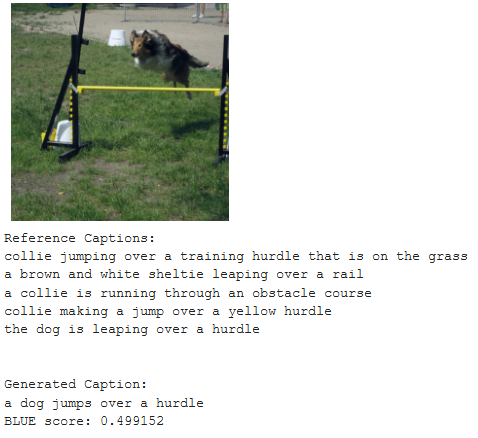 Reference Captions:
collie jumping over a training hurdle that is on the grass
a brown and white sheltie leaping over a rail
a collie is running through an obstacle course
collie making a jump over a yellow hurdle
the dog is leaping over a hurdle
Generated Caption:
a dog jumps over a hurdle
BLUE score: 0.499152